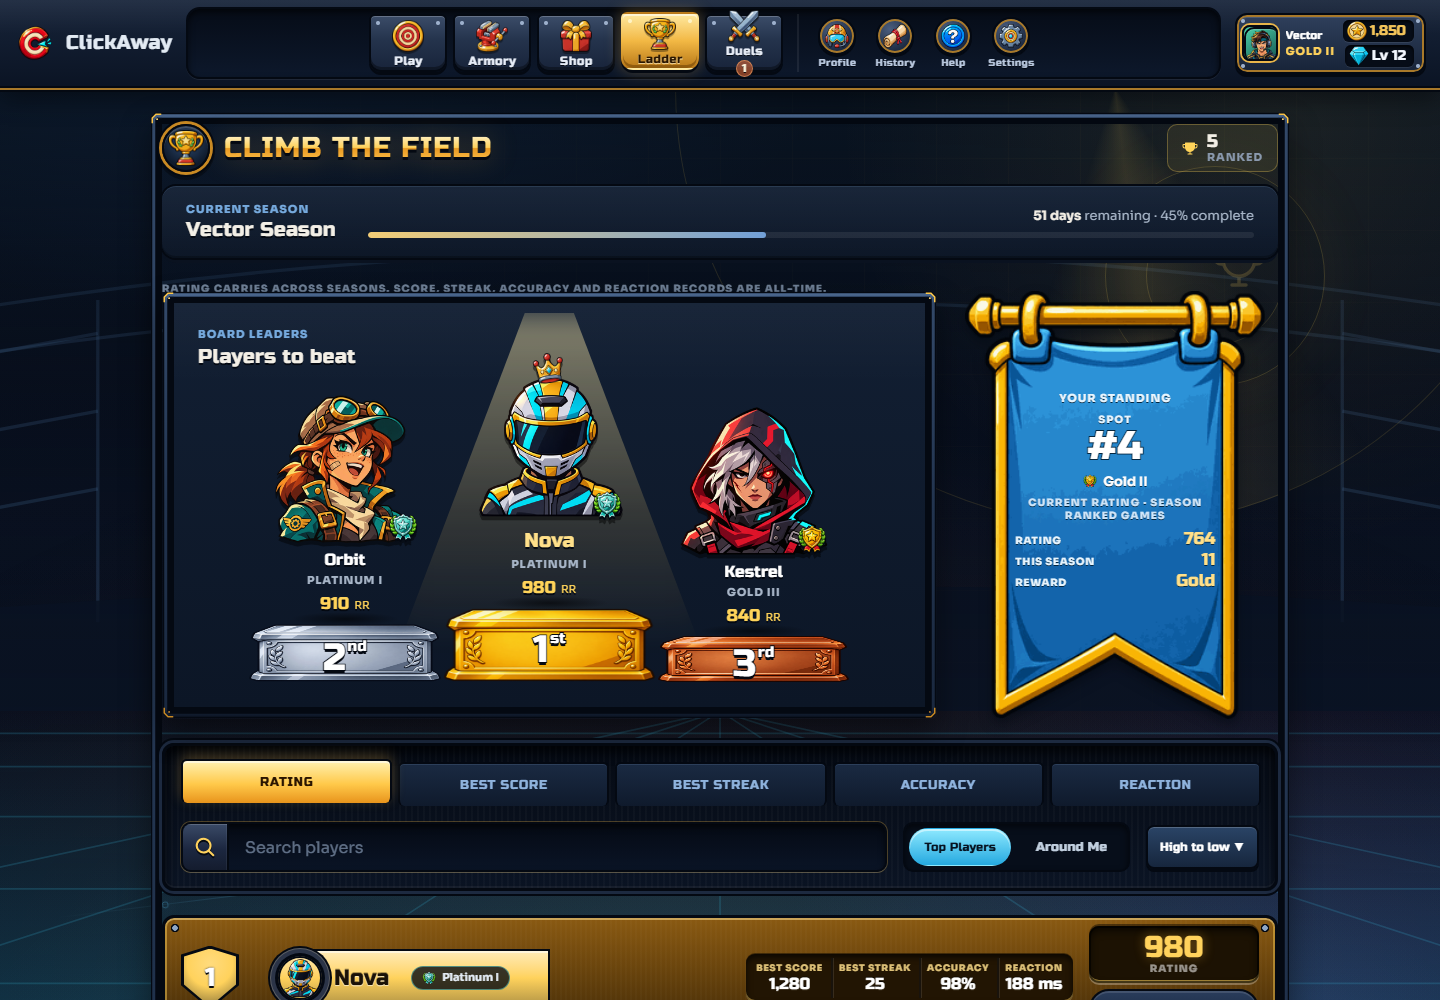 ClickAway
Play
Armory
Shop
Ladder
Duels
1
Profile
History
Help
Settings
Vector
GOLD II
1,850
Lv 12
CLIMB THE FIELD
5
RANKED
CURRENT SEASON
Vector Season
51 days remaining · 45% complete
RATING CARRIES ACROSS SEASONS. SCORE, STREAK, ACCURACY AND REACTION RECORDS ARE ALL-TIME.
BOARD LEADERS
Players to beat
Orbit
PLATINUM I
910 RR
2nd
Nova
PLATINUM I
980 RR
1st
Kestrel
GOLD III
840 RR
3rd
YOUR STANDING
SPOT
#4
Gold II
CURRENT RATING · SEASON
RANKED GAMES
RATING 764
THIS SEASON 11
REWARD Gold
RATING
BEST SCORE
BEST STREAK
ACCURACY
REACTION
Search players
Top Players
Around Me
High to low ▼
1
Nova
Platinum I
BEST SCORE
1,280
BEST STREAK
25
ACCURACY
98%
REACTION
188 ms
980
RATING